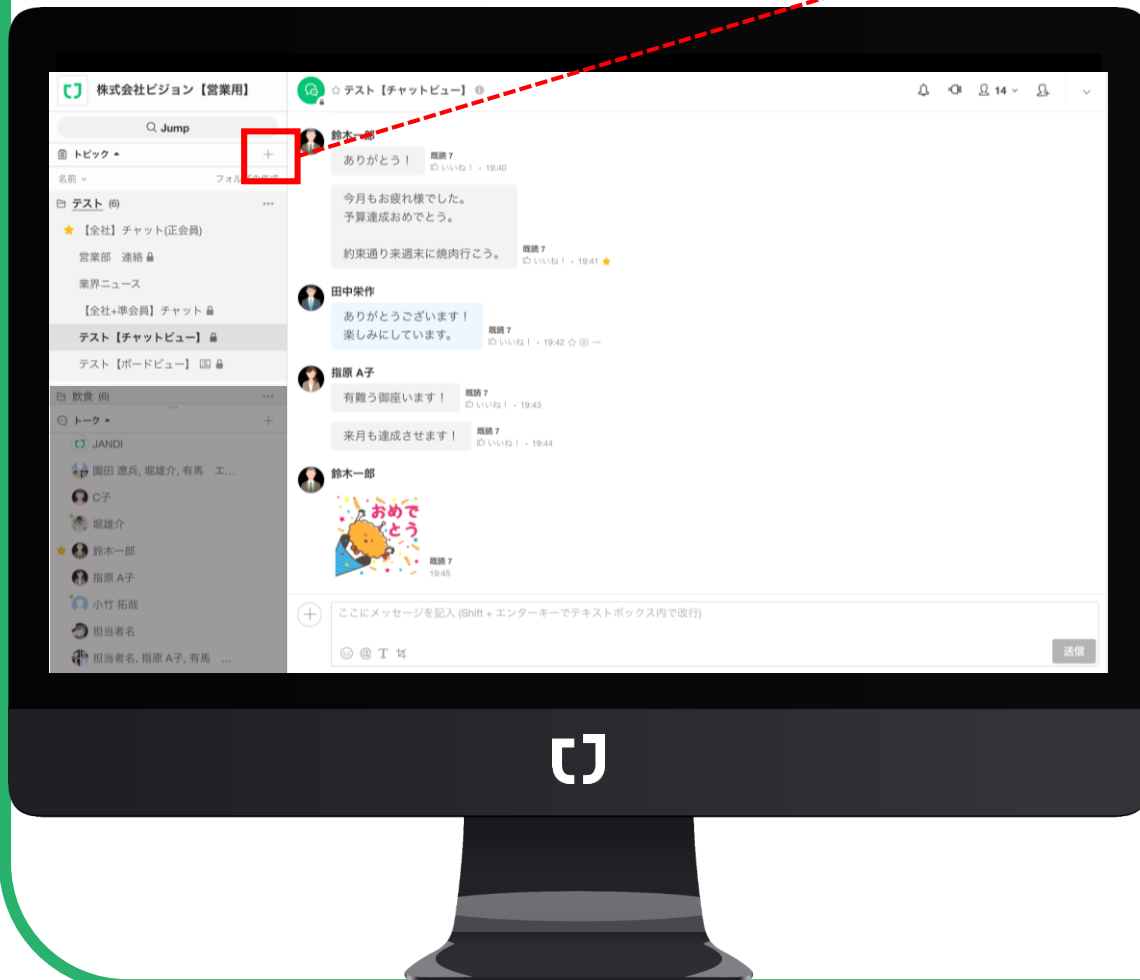 株式会社ビジョン【営業用】
Jump
トピック
名前
テスト (6)
【全社】チャット(正会員)
営業部 連絡
業界ニュース
【全社+準会員】チャット
テスト【チャットビュー】
テスト【ボードビュー】
飲食 (6)
トーク
JANDI
園田 遼兵, 堀雄介, 有馬 エ...
C子
堀雄介
鈴木一郎
指原 A子
小竹 拓哉
担当者名
担当者名, 指原 A子, 有馬 ...
テスト【チャットビュー】
14
鈴木一郎
ありがとう！
既読 7
いいね！・19:40
今月もお疲れ様でした。
予算達成おめでとう。
約束通り来週末に焼肉行こう。
既読 7
いいね！・19:41
田中栄作
ありがとうございます！
楽しみにしています。
既読 7
いいね！・19:42
指原 A子
有難う御座います！
既読 7
いいね！・19:43
来月も達成させます！
既読 7
いいね！・19:44
鈴木一郎
おめで
とう
既読 7
19:45
ここにメッセージを記入 (Shift + エンターキーでテキストボックス内で改行)
送信